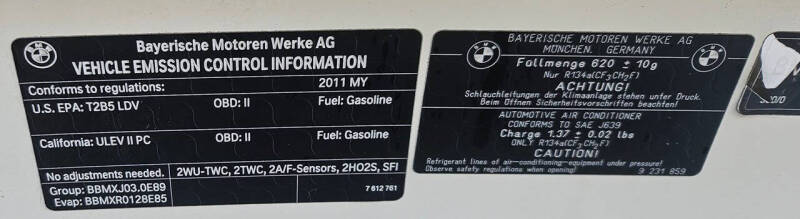 BMW
Bayerische Motoren Werke AG
VEHICLE EMISSION CONTROL INFORMATION
Conforms to regulations: 2011 MY
U.S. EPA: T2B5 LDV OBD: II Fuel: Gasoline
California: ULEV II PC OBD: II Fuel: Gasoline
No adjustments needed. 2WU-TWC, 2TWC, 2A/F-Sensors, 2HO2S, SFI
Group: BBMXJ03.0E89
Evap: BBMXR0128E85 7 612 761
BMW
BAYERISCHE MOTOREN WERKE AG
MÜNCHEN, GERMANY
Füllmenge 620 ± 10g
Nur R134a(CF3CH2F)
ACHTUNG!
Schlauchleitungen der Klimaanlage stehen unter Druck.
Beim Öffnen Sicherheitsvorschriften beachten!
AUTOMOTIVE AIR CONDITIONER
CONFORMS TO SAE J639
Charge 1.37 ± 0.02 lbs
ONLY R134a(CF3CH2F)
CAUTION!
Refrigerant lines of air-conditioning-equipment under pressure!
Observe safety regulations when opening! 9 231 859